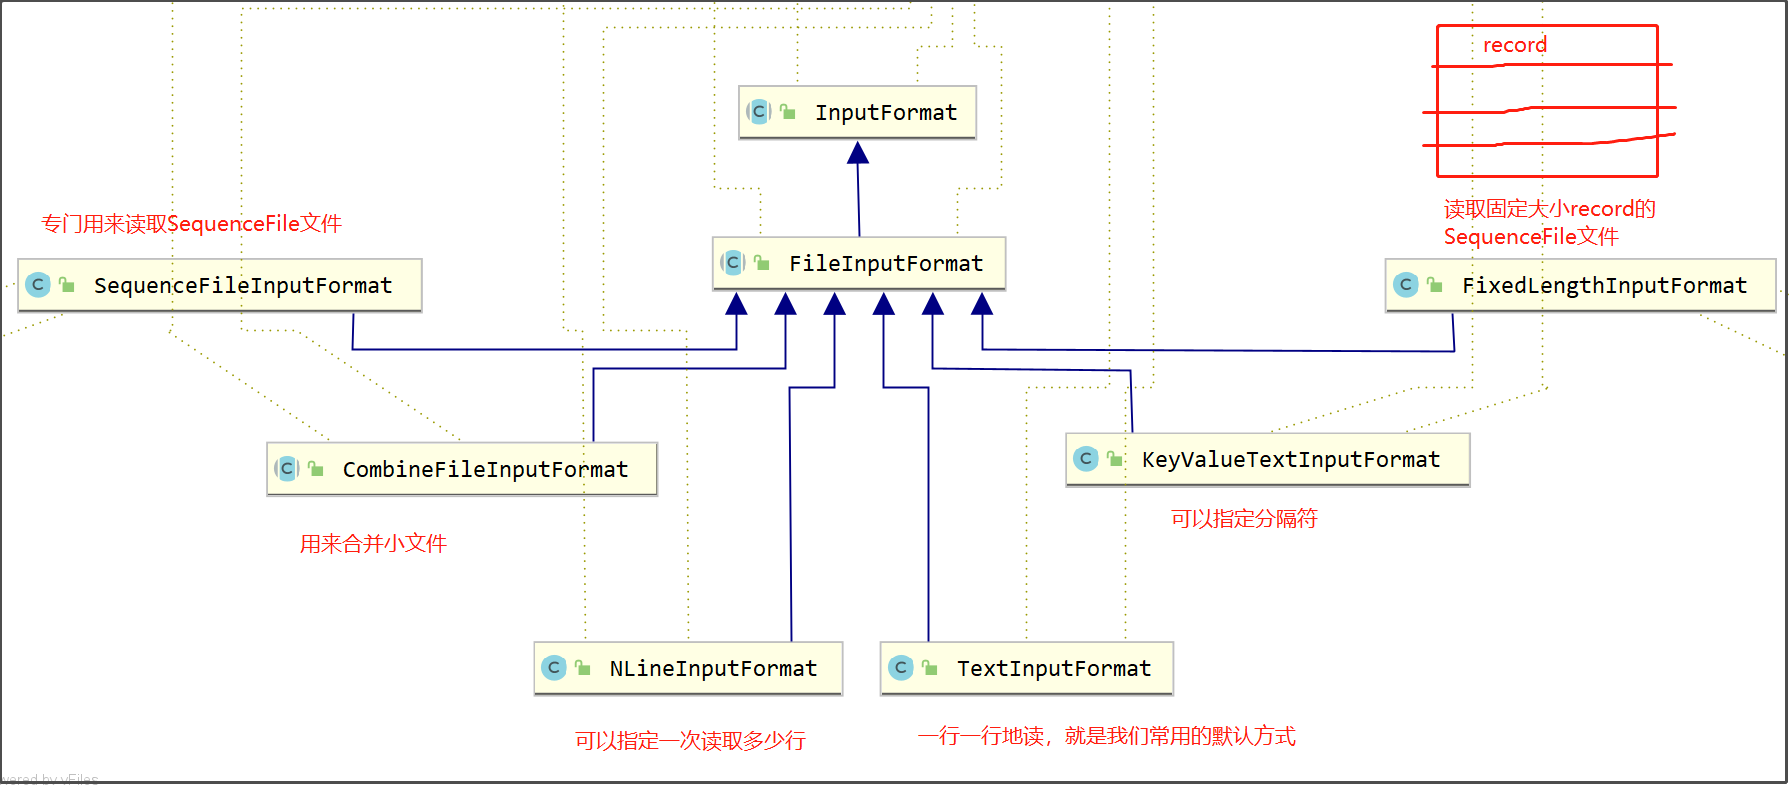 record
InputFormat
专门用来读取SequenceFile文件
读取固定大小record的
SequenceFile文件
FileInputFormat
SequenceFileInputFormat
FixedLengthInputFormat
CombineFileInputFormat
KeyValueTextInputFormat
可以指定分隔符
用来合并小文件
NLineInputFormat
TextInputFormat
可以指定一次读取多少行
一行一行地读，就是我们常用的默认方式
wered by yFiles